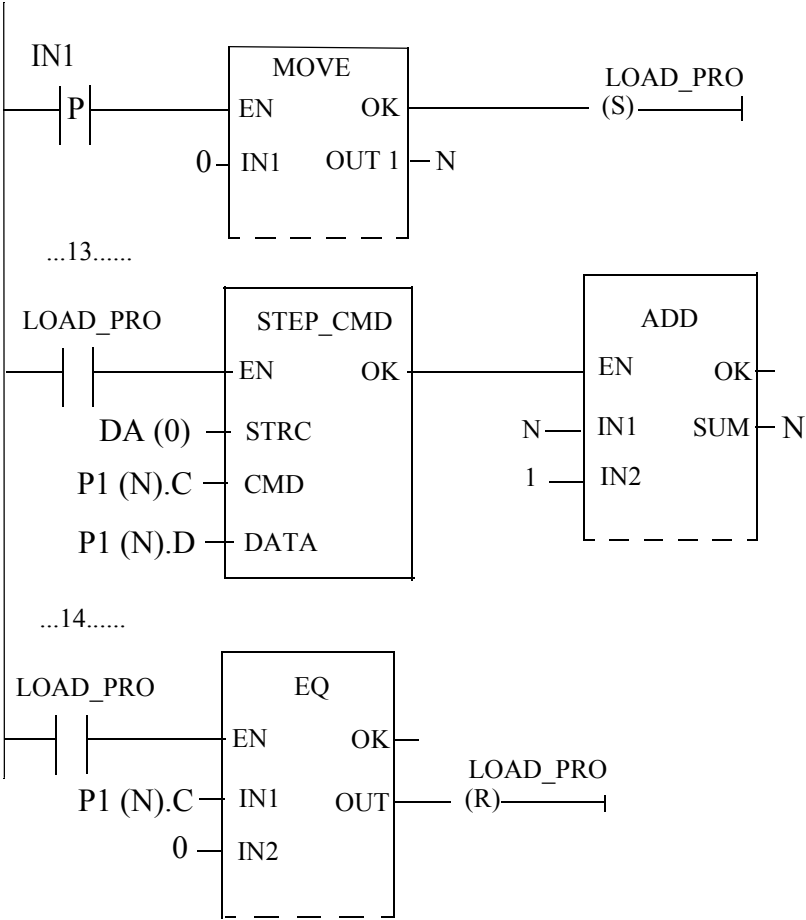 IN1
MOVE
LOAD_PRO
P
EN OK
(S)
0 IN1 OUT 1 N
...13......
LOAD_PRO
STEP_CMD
ADD
EN OK
EN OK
DA (0) STRC
N IN1 SUM N
P1 (N).C CMD
1 IN2
P1 (N).D DATA
...14......
LOAD_PRO
EQ
EN OK
LOAD_PRO
P1 (N).C IN1 OUT (R)
0 IN2